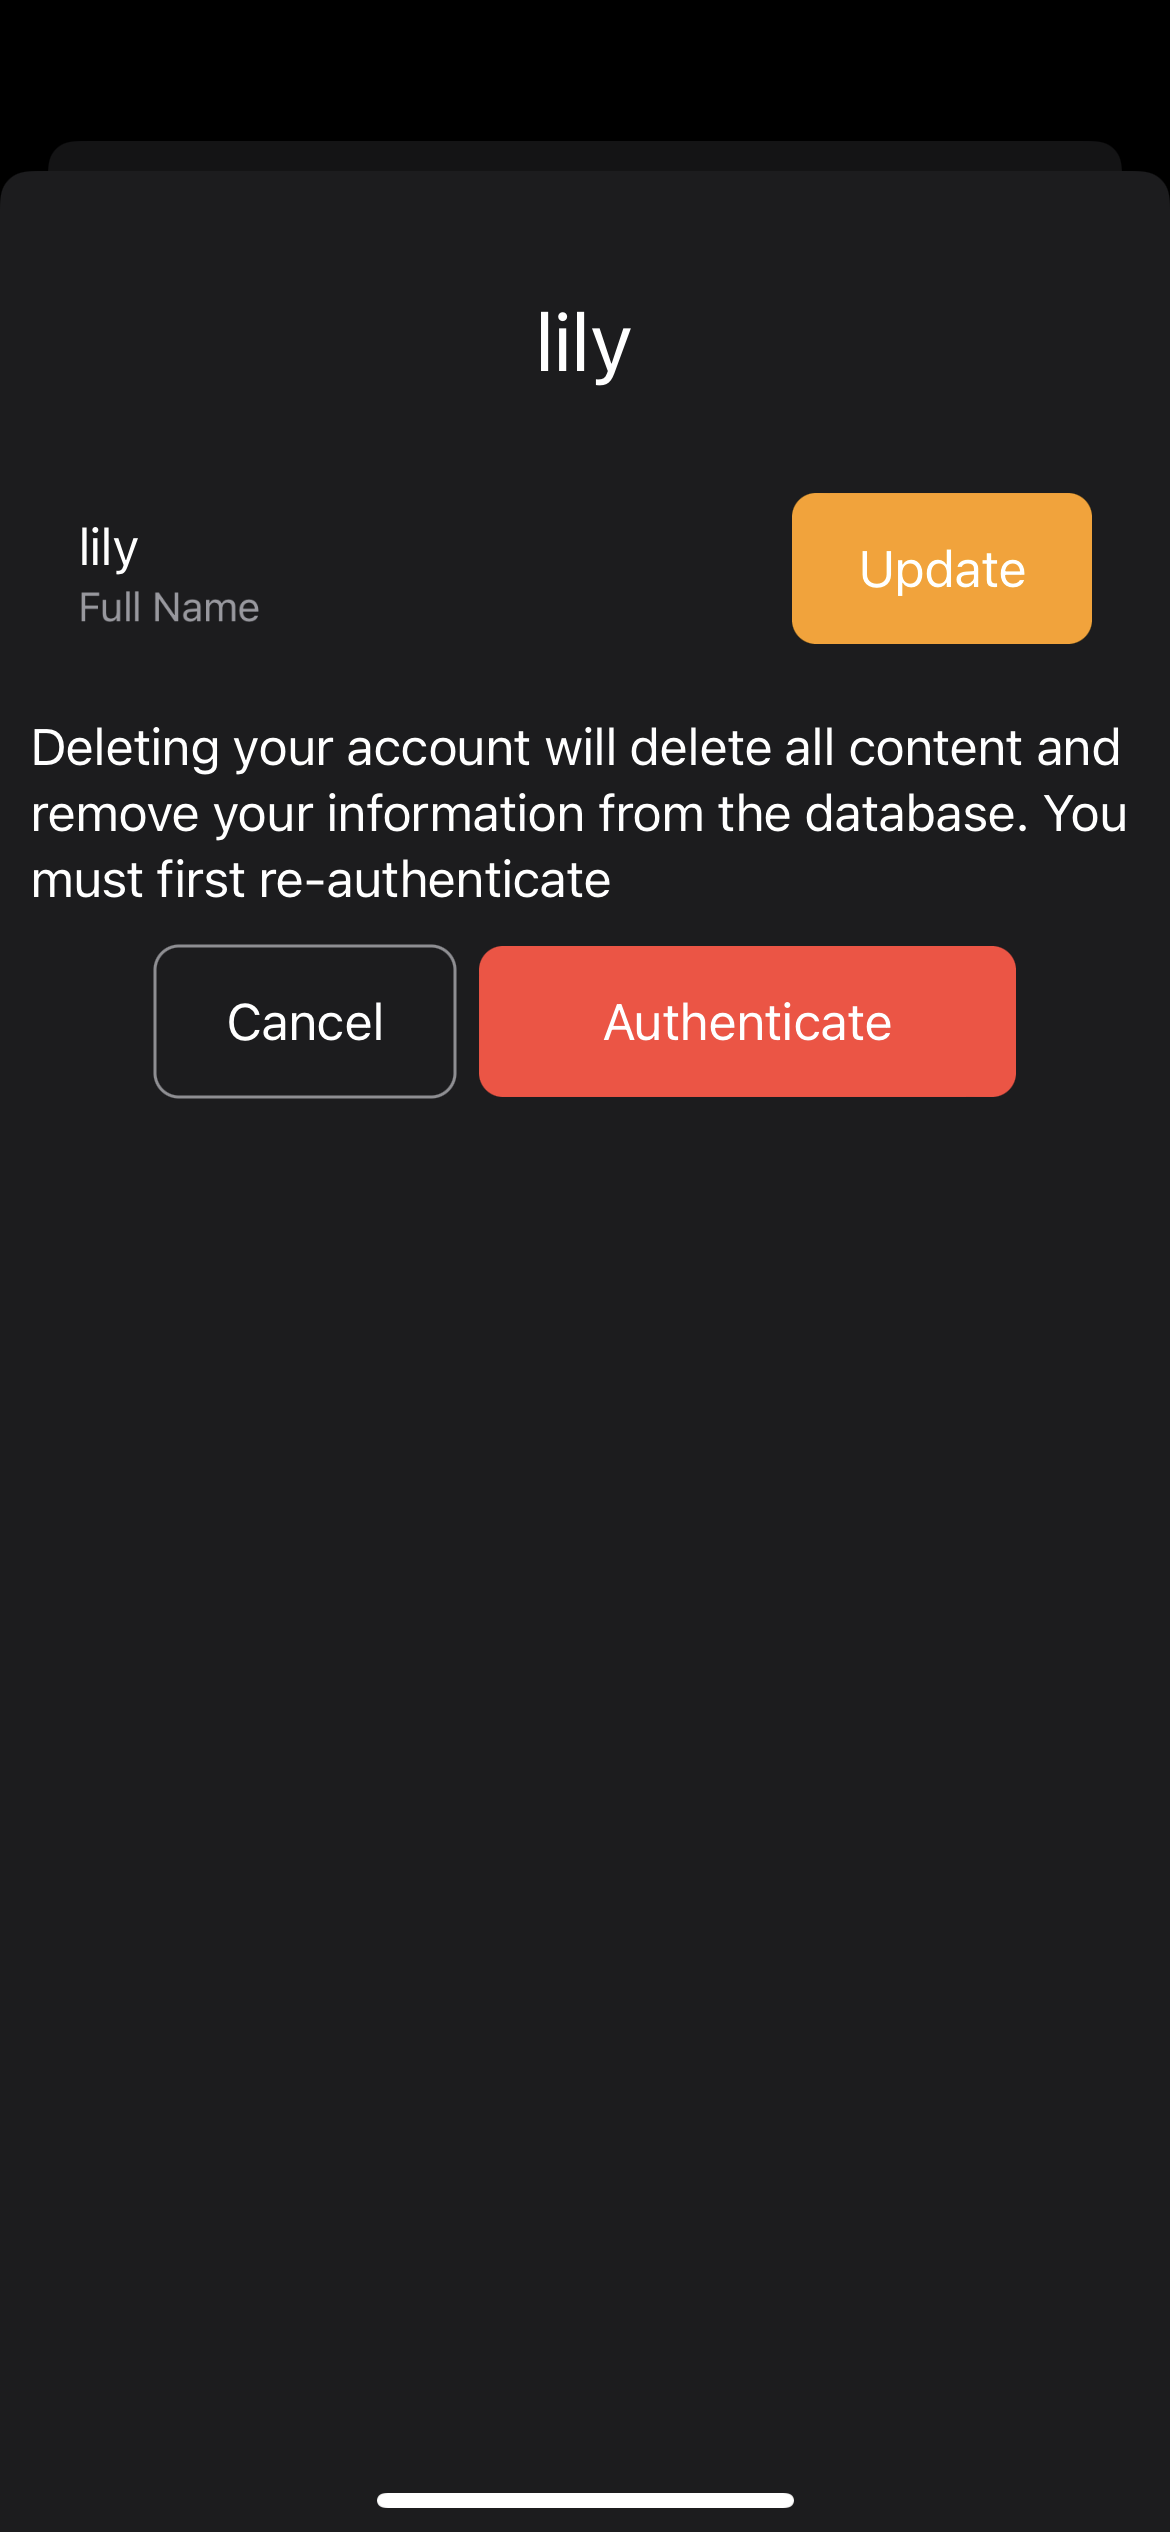 lily
lily
Update
Full Name
Deleting your account will delete all content and
remove your information from the database. You
must first re-authenticate
Cancel
Authenticate